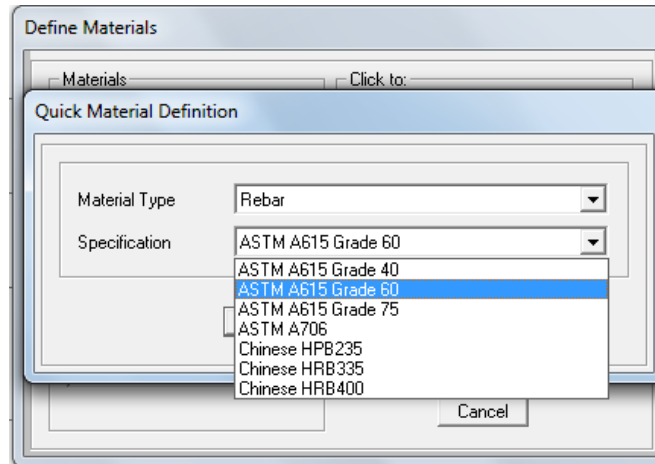 Define Materials
Materials
Click to:
Quick Material Definition
Material Type
Rebar
Specification
ASTM A615 Grade 60
ASTM A615 Grade 40
ASTM A615 Grade 60
ASTM A615 Grade 75
ASTM A706
Chinese HPB235
Chinese HRB335
Chinese HRB400
Cancel